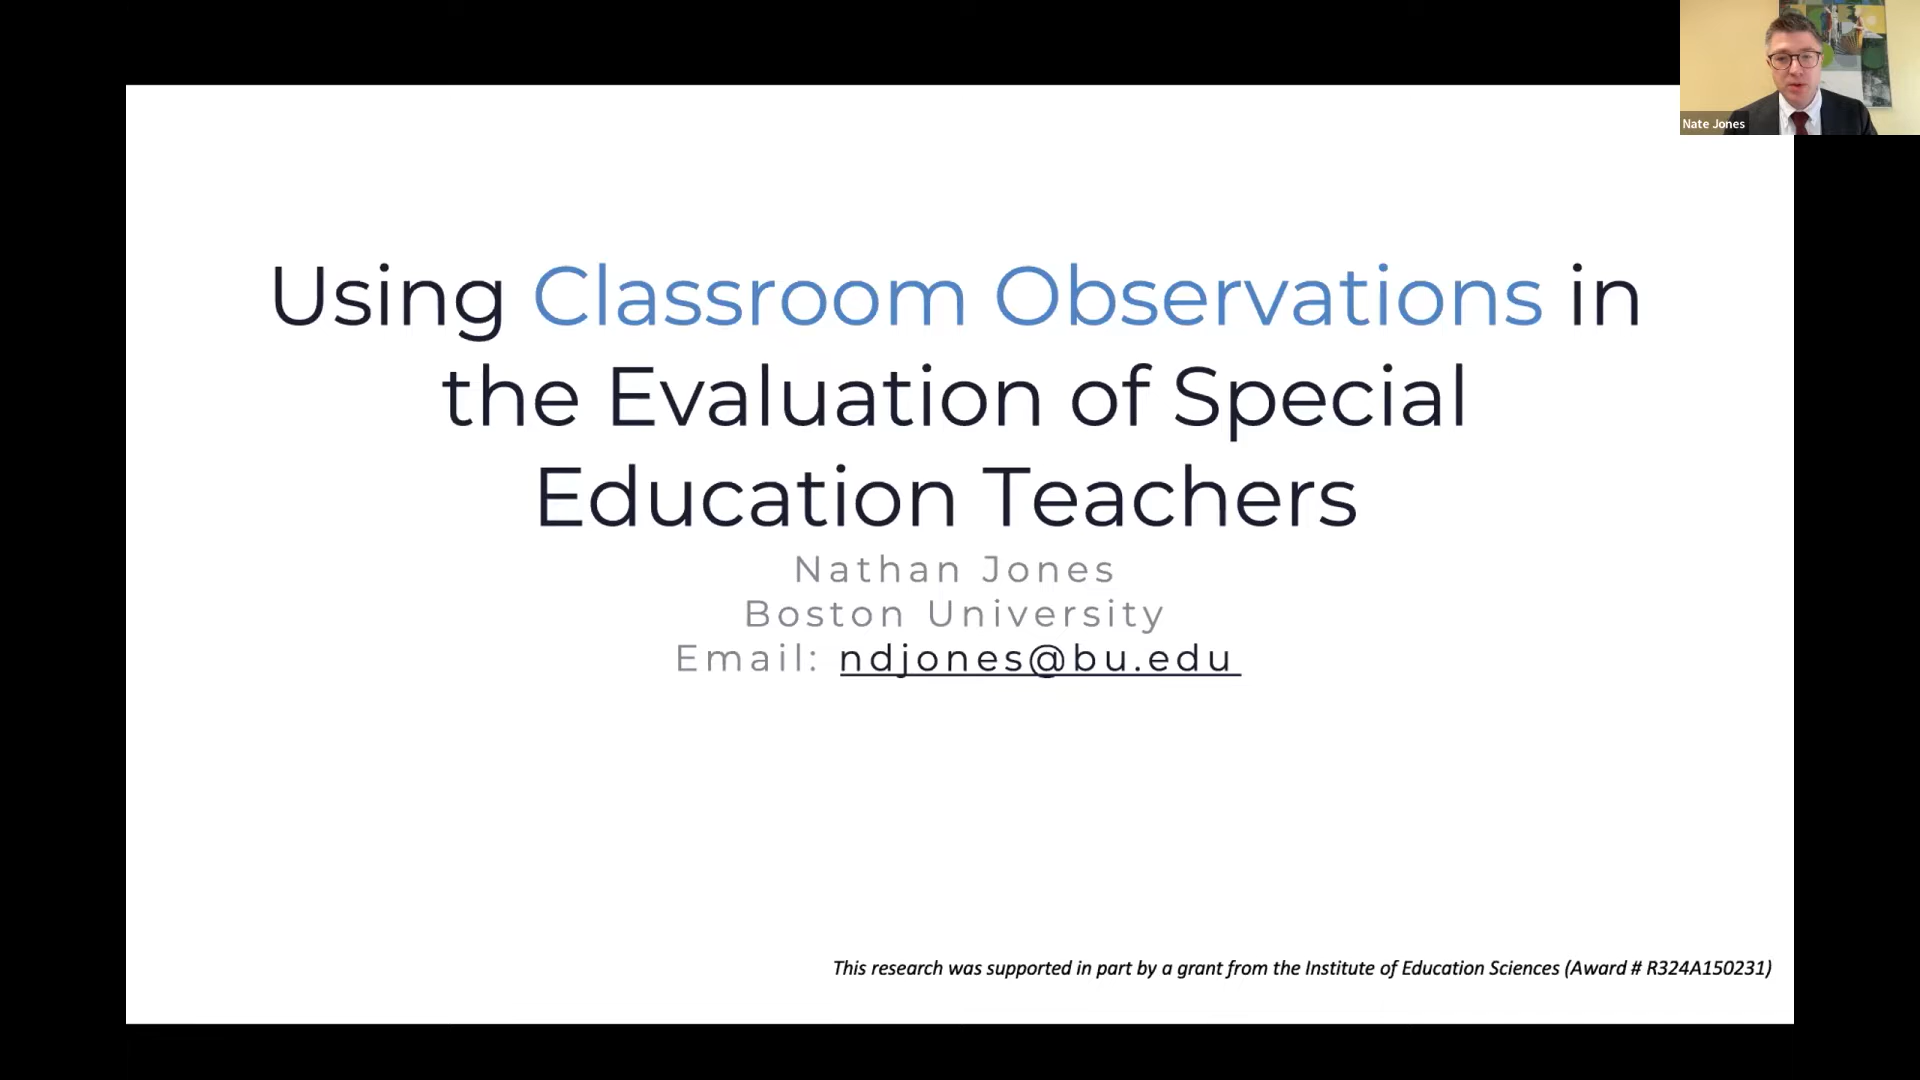 Nate Jones
Using Classroom Observations in
the Evaluation of Special
Education Teachers
Nathan Jones
Boston University
Email: ndjones@bu.edu
This research was supported in part by a grant from the Institute of Education Sciences (Award # R324A150231)